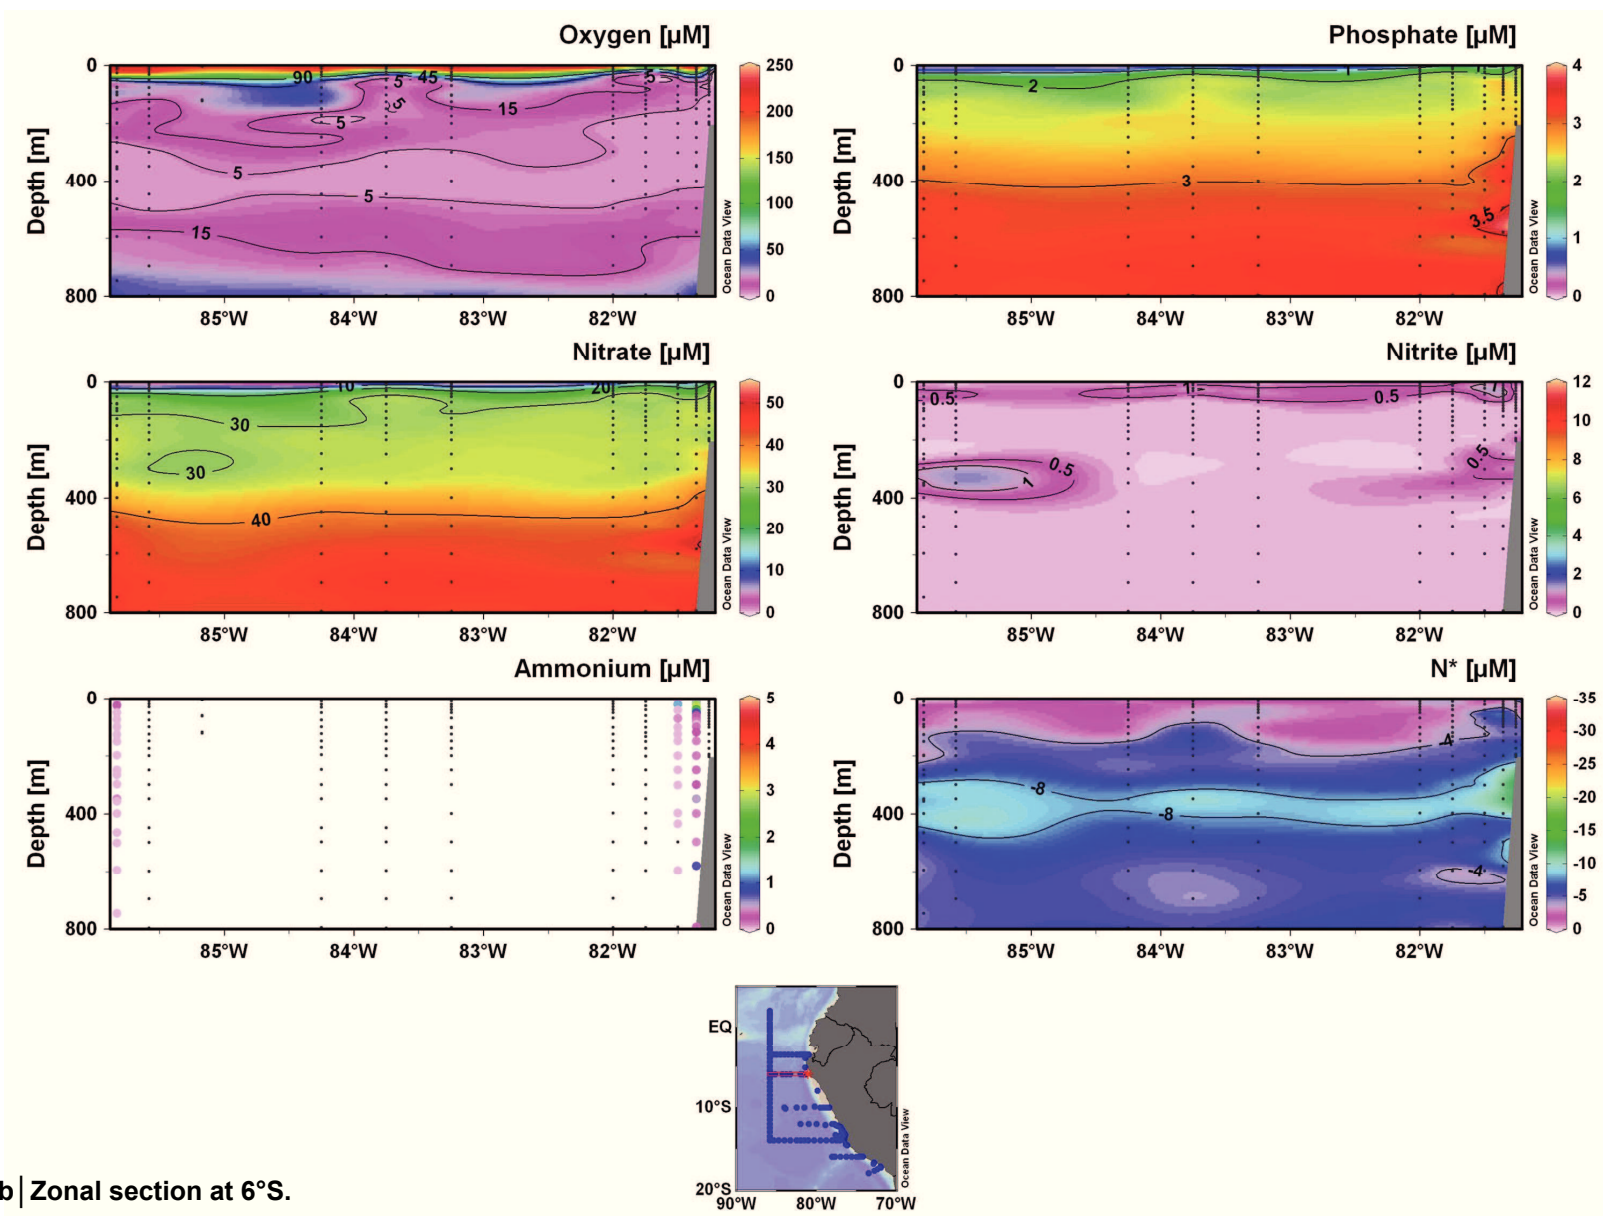 Oxygen [µM]
Phosphate [µM]
0
400
800
Depth [m]
85°W
84°W
83°W
82°W
90
5
45
5
5
15
5
5
5
15
250
200
150
100
50
0
Ocean Data View
0
400
800
Depth [m]
85°W
84°W
83°W
82°W
2
1
1
3
3.5
4
3
2
1
0
Ocean Data View
Nitrate [µM]
Nitrite [µM]
0
400
800
Depth [m]
85°W
84°W
83°W
82°W
10
20
30
30
40
50
40
30
20
10
0
Ocean Data View
0
400
800
Depth [m]
85°W
84°W
83°W
82°W
0.5
1
0.5
1
0.5
1
0.5
12
10
8
6
4
2
0
Ocean Data View
Ammonium [µM]
N* [µM]
0
400
800
Depth [m]
85°W
84°W
83°W
82°W
5
4
3
2
1
0
Ocean Data View
0
400
800
Depth [m]
85°W
84°W
83°W
82°W
-4
-8
-8
-4
-35
-30
-25
-20
-15
-10
-5
0
Ocean Data View
EQ
10°S
20°S
90°W
80°W
70°W
Ocean Data View
b | Zonal section at 6°S.